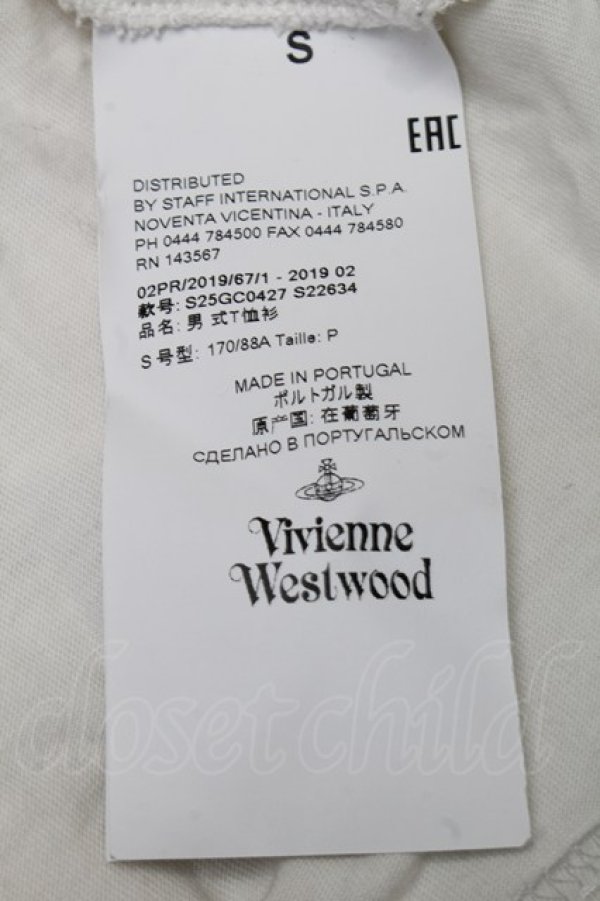 S
EAC
DISTRIBUTED
BY STAFF INTERNATIONAL S.P.A.
NOVENTA VICENTINA - ITALY
PH 0444 784500 FAX 0444 784580
RN 143567
02PR/2019/67/1 - 2019 02
款号: S25GC0427 S22634
品名: 男 式T恤衫
S 号型: 170/88A Taille: P
MADE IN PORTUGAL
ポルトガル製
原产国: 在葡萄牙
СДЕЛАНО В ПОРТУГАЛЬСКОМ
Vivienne
Westwood
closet child